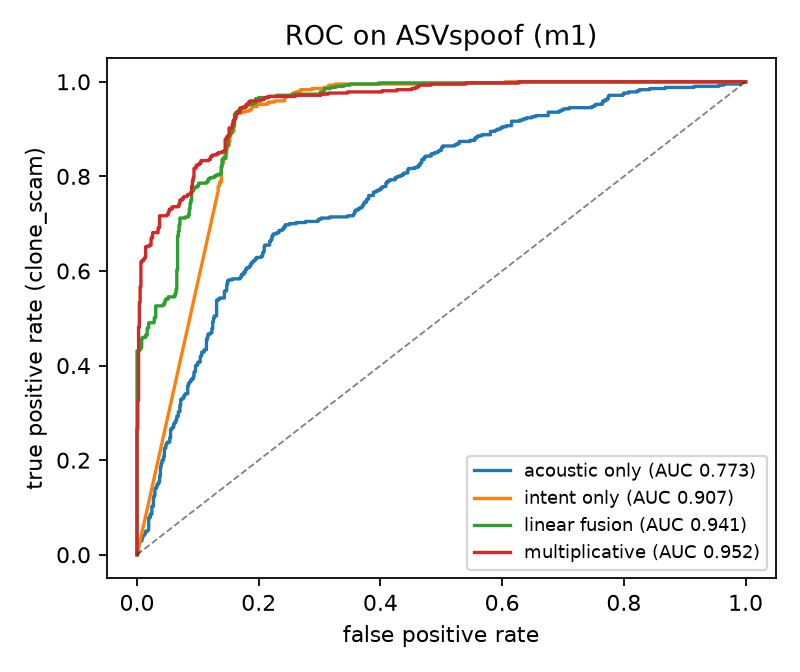 ROC on ASVspoof (m1)
true positive rate (clone_scam)
1.0
0.8
0.6
0.4
0.2
0.0
0.0 0.2 0.4 0.6 0.8 1.0
false positive rate
acoustic only (AUC 0.773)
intent only (AUC 0.907)
linear fusion (AUC 0.941)
multiplicative (AUC 0.952)